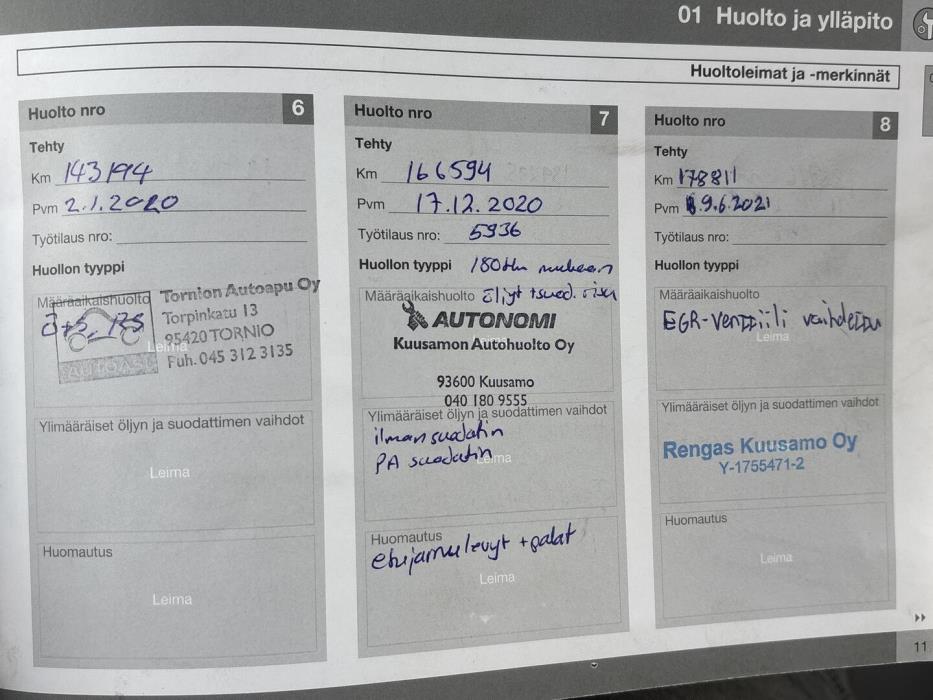 01 Huolto ja ylläpito
Huoltoleimat ja -merkinnät
Huolto nro 6
Tehty
Km 143194
Pvm 2.1.2020
Työtilaus nro:
Huollon tyyppi
Määräaikaishuolto
Tornion Autoapu Oy
Torpinkatu 13
95420 TORNIO
Puh. 045 312 3135
Leima
AUTOAPU
Ylimääräiset öljyn ja suodattimen vaihdot
Leima
Huomautus
Leima
Huolto nro 7
Tehty
Km 166594
Pvm 17.12.2020
Työtilaus nro: 5936
Huollon tyyppi 180tkm mukaan
Määräaikaishuolto
AUTONOMI
Kuusamon Autohuolto Oy
93600 Kuusamo
040 180 9555
Ylimääräiset öljyn ja suodattimen vaihdot
ilmansuodatin
PA suodatin
Leima
Huomautus
etujarrulevyt + palat
Leima
Huolto nro 8
Tehty
Km 178811
Pvm 9.6.2021
Työtilaus nro:
Huollon tyyppi
Määräaikaishuolto
EGR-venttiili vaihdettu
Leima
Ylimääräiset öljyn ja suodattimen vaihdot
Rengas Kuusamo Oy
Y-1755471-2
Huomautus
Leima
11